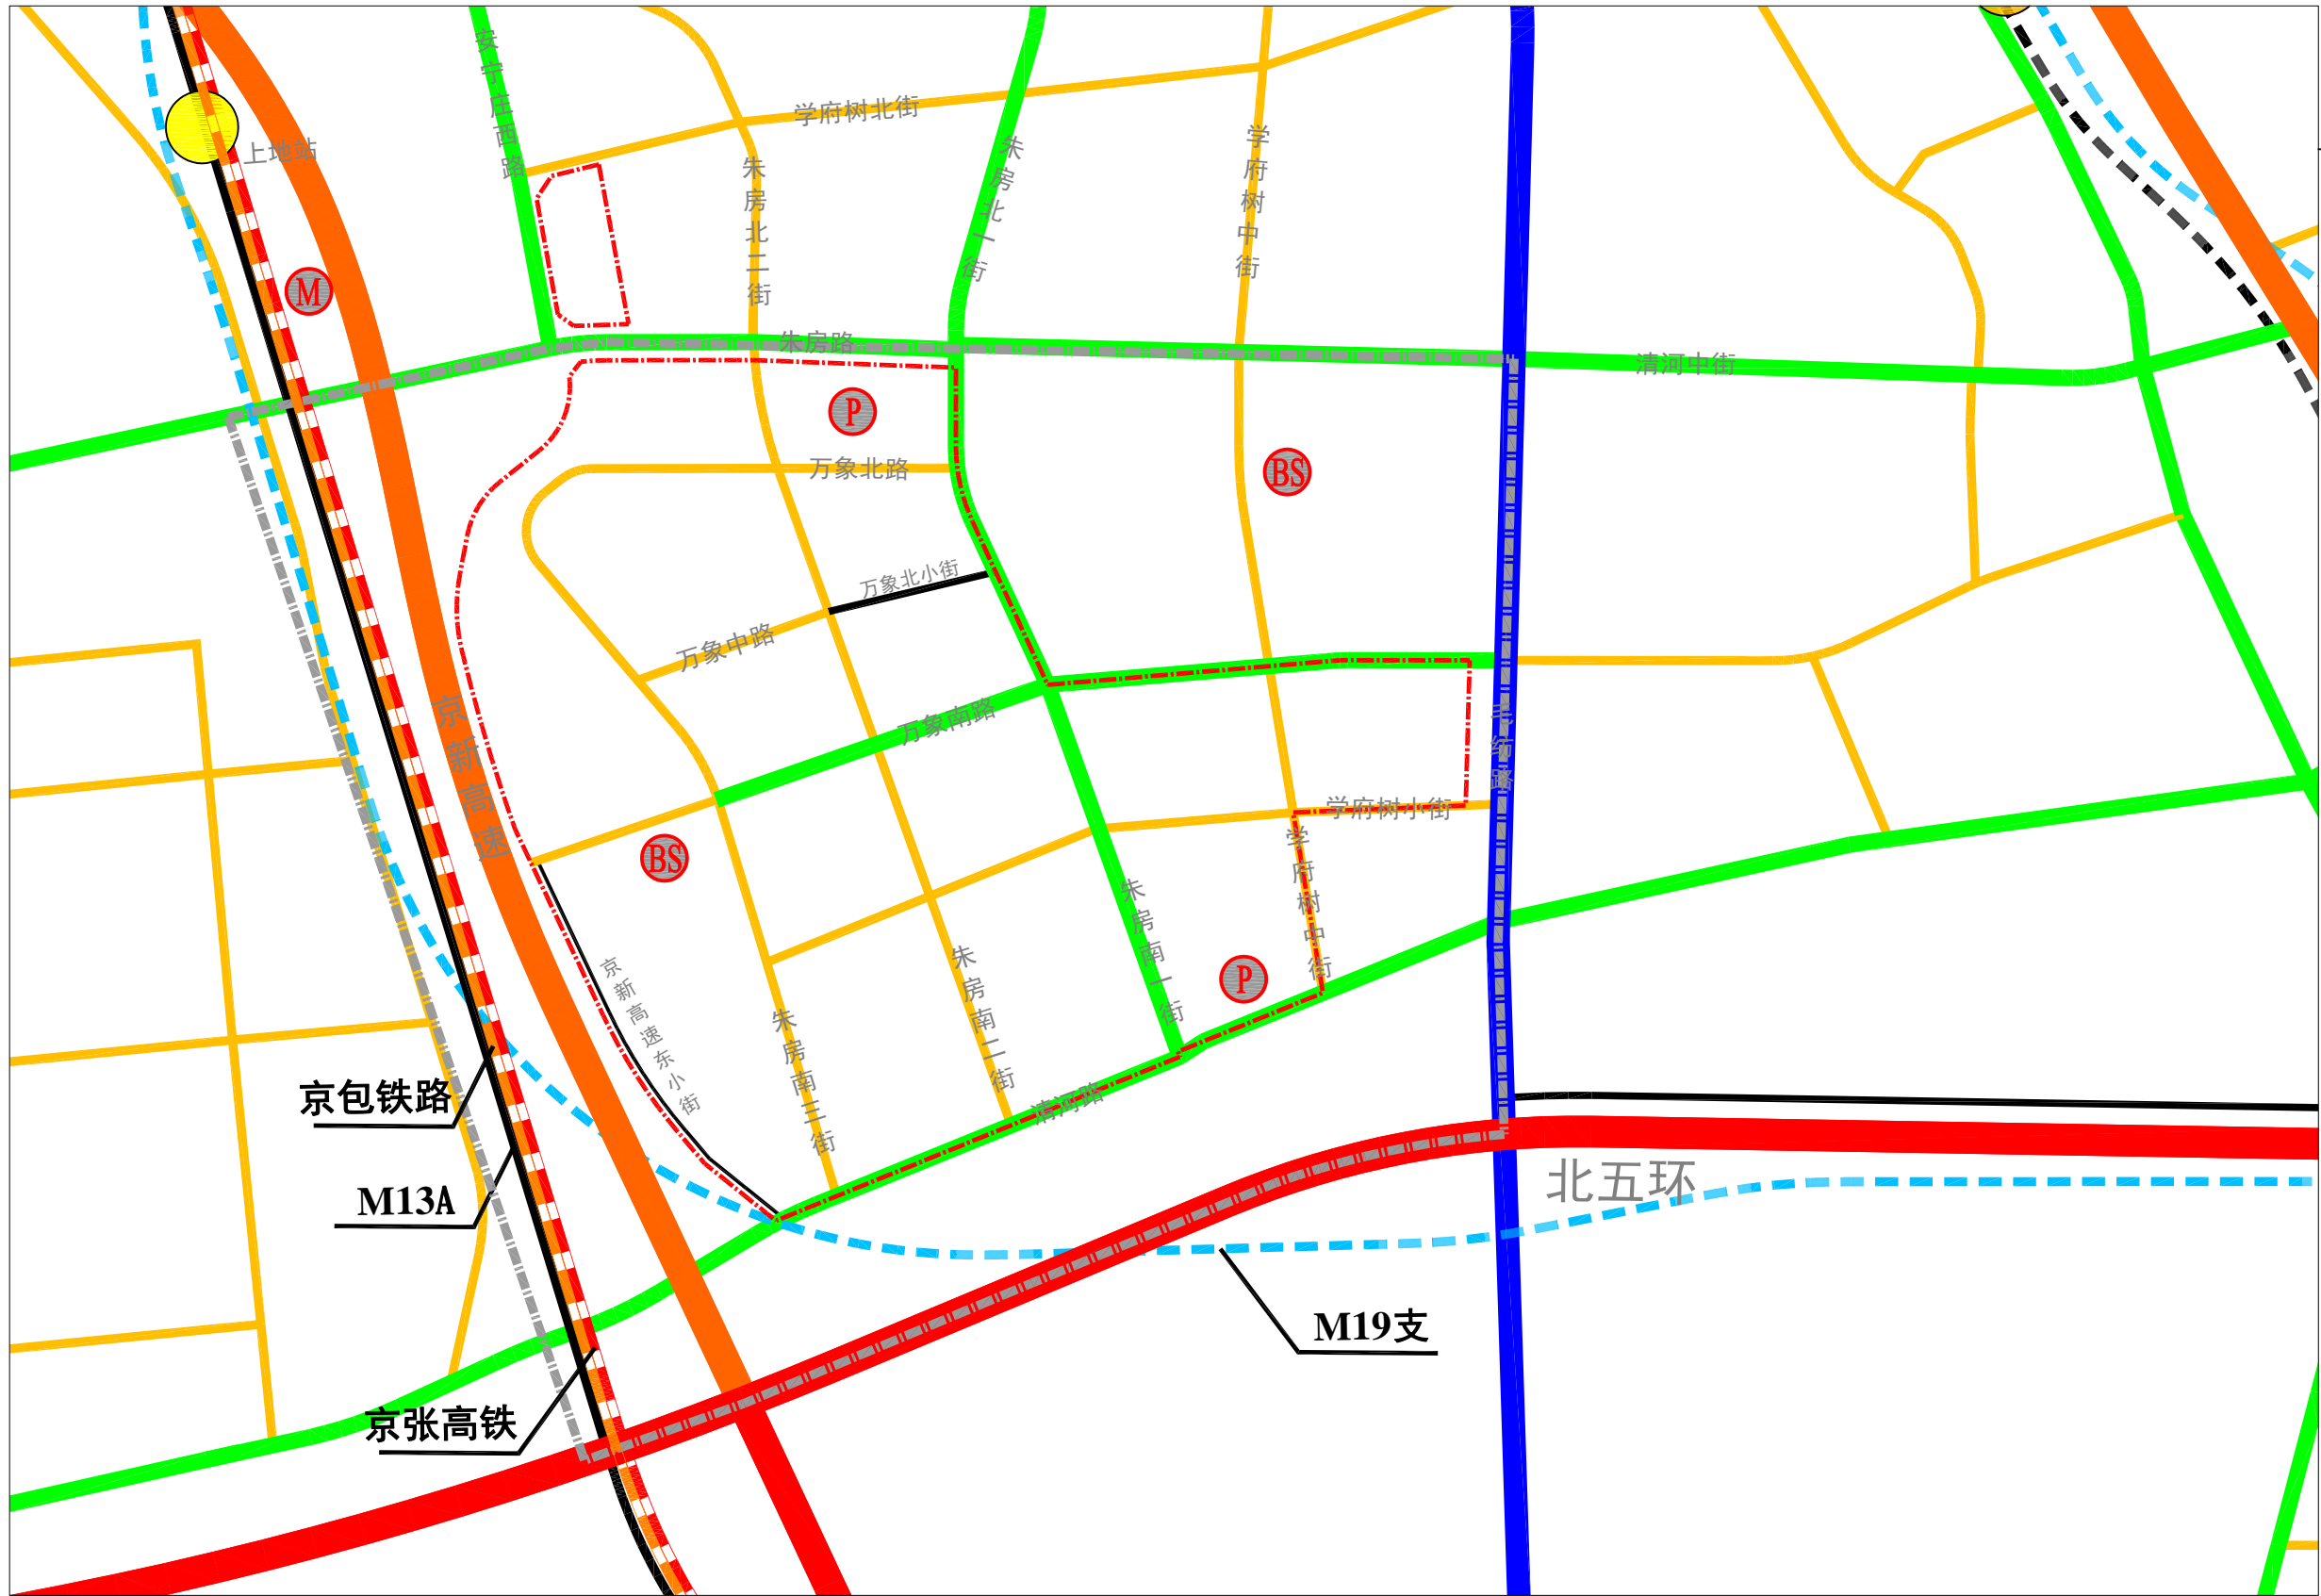 安宁庄西路
学府树北街
上地站
朱房北二街
朱房北一街
学府树中街
M
朱房路
清河中街
P
万象北路
BS
万象北小街
万象中路
京新高速
万象南路
毛纺路
学府树小街
学府树中街
BS
朱房南一街
朱房南二街
P
京新高速东小街
朱房南三街
清河路
京包铁路
北五环
M13A
M19支
京张高铁